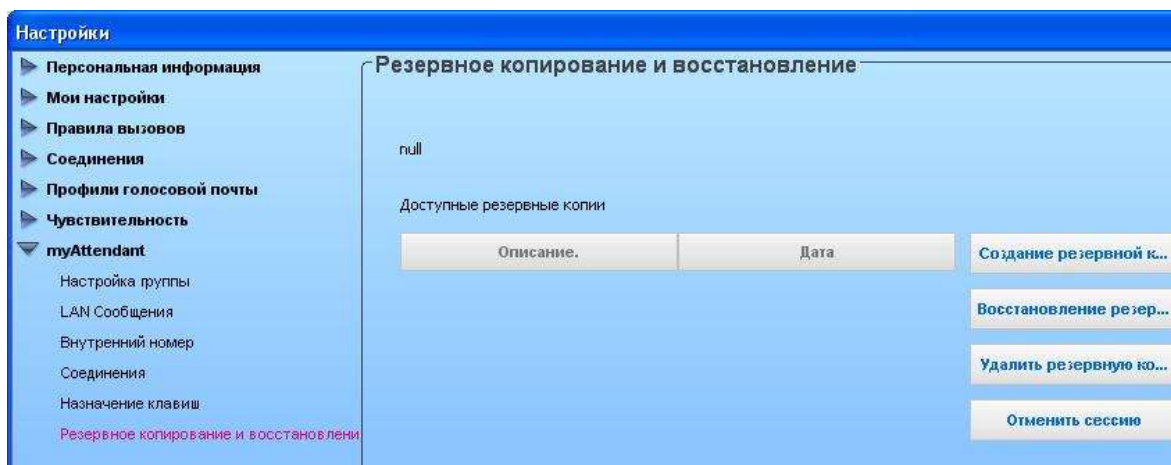 Настройки
Персональная информация
Мои настройки
Правила вызовов
Соединения
Профили голосовой почты
Чувствительность
myAttendant
Настройка группы
LAN Сообщения
Внутренний номер
Соединения
Назначение клавиш
Резервное копирование и восстановлени
Резервное копирование и восстановление
null
Доступные резервные копии
Описание. Дата
Создание резервной к...
Восстановление резер...
Удалить резервную ко...
Отменить сессию